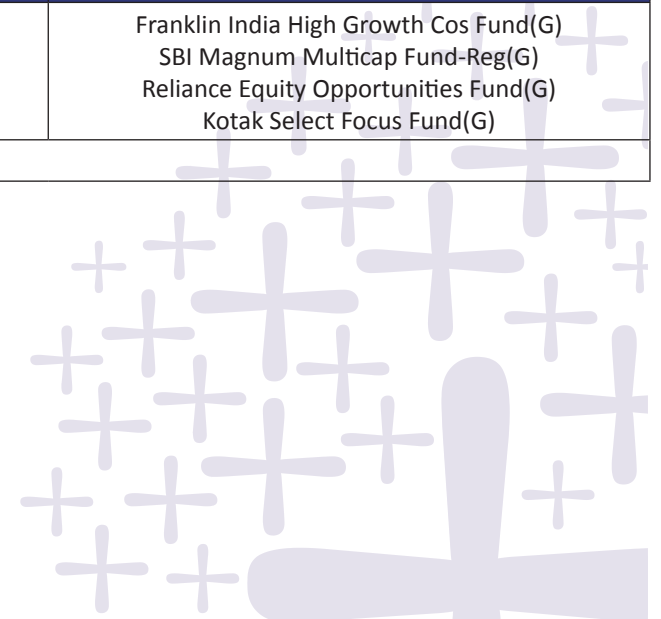 Franklin India High Growth Cos Fund(G)
SBI Magnum Multicap Fund-Reg(G)
Reliance Equity Opportunities Fund(G)
Kotak Select Focus Fund(G)